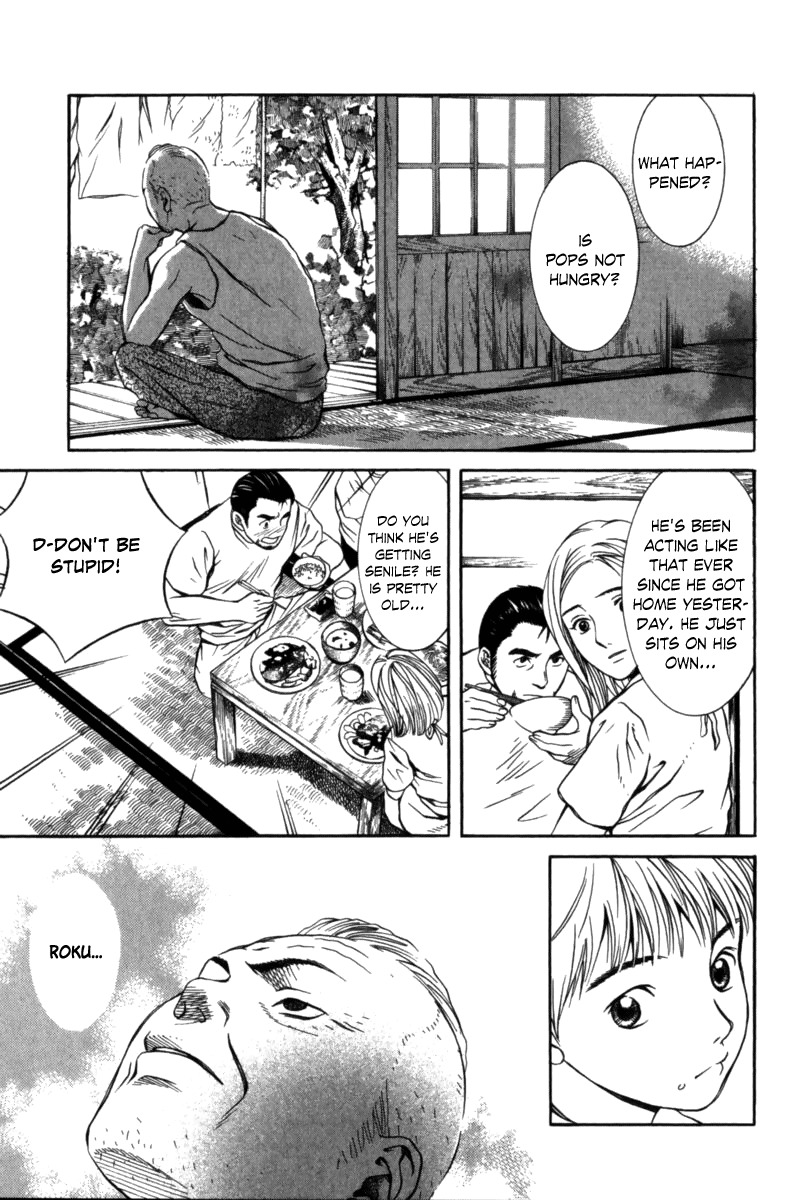 WHAT HAP-
PENED?
IS
POPS NOT
HUNGRY?
HE'S BEEN
ACTING LIKE
THAT EVER
SINCE HE GOT
HOME YESTER-
DAY. HE JUST
SITS ON HIS
OWN...
DO YOU
THINK HE'S
GETTING
SENILE? HE
IS PRETTY
OLD...
D-DON'T BE
STUPID!
ROKU...